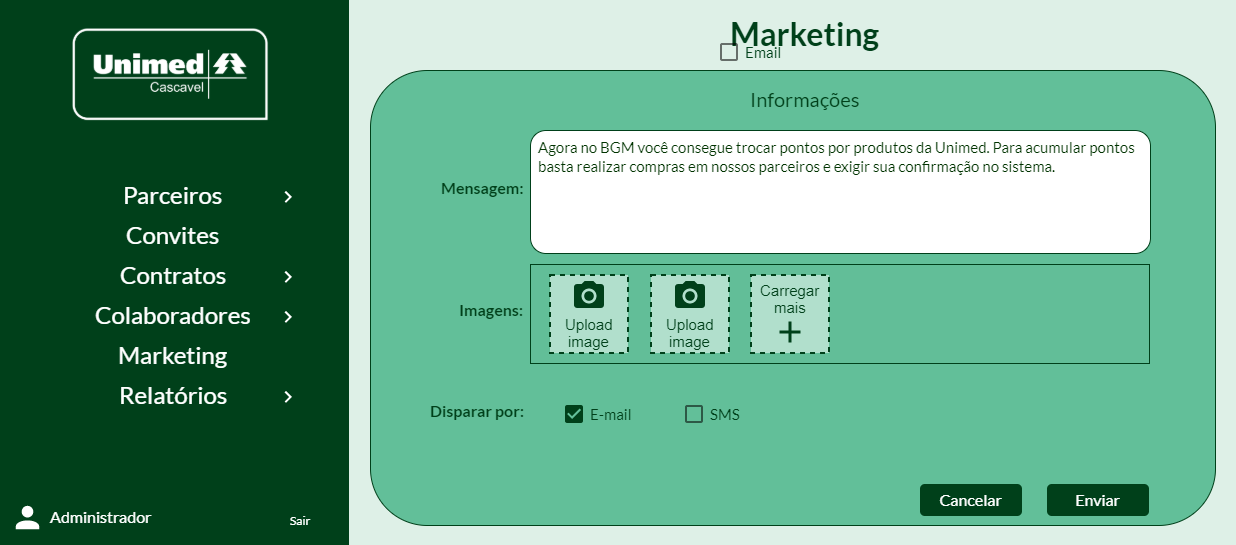 Unimed
Cascavel
Parceiros
Convites
Contratos
Colaboradores
Marketing
Relatórios
Administrador
Sair
Marketing
Email
Informações
Mensagem:
Agora no BGM você consegue trocar pontos por produtos da Unimed. Para acumular pontos
basta realizar compras em nossos parceiros e exigir sua confirmação no sistema.
Imagens:
Upload
image
Upload
image
Carregar
mais
Disparar por:
E-mail
SMS
Cancelar
Enviar